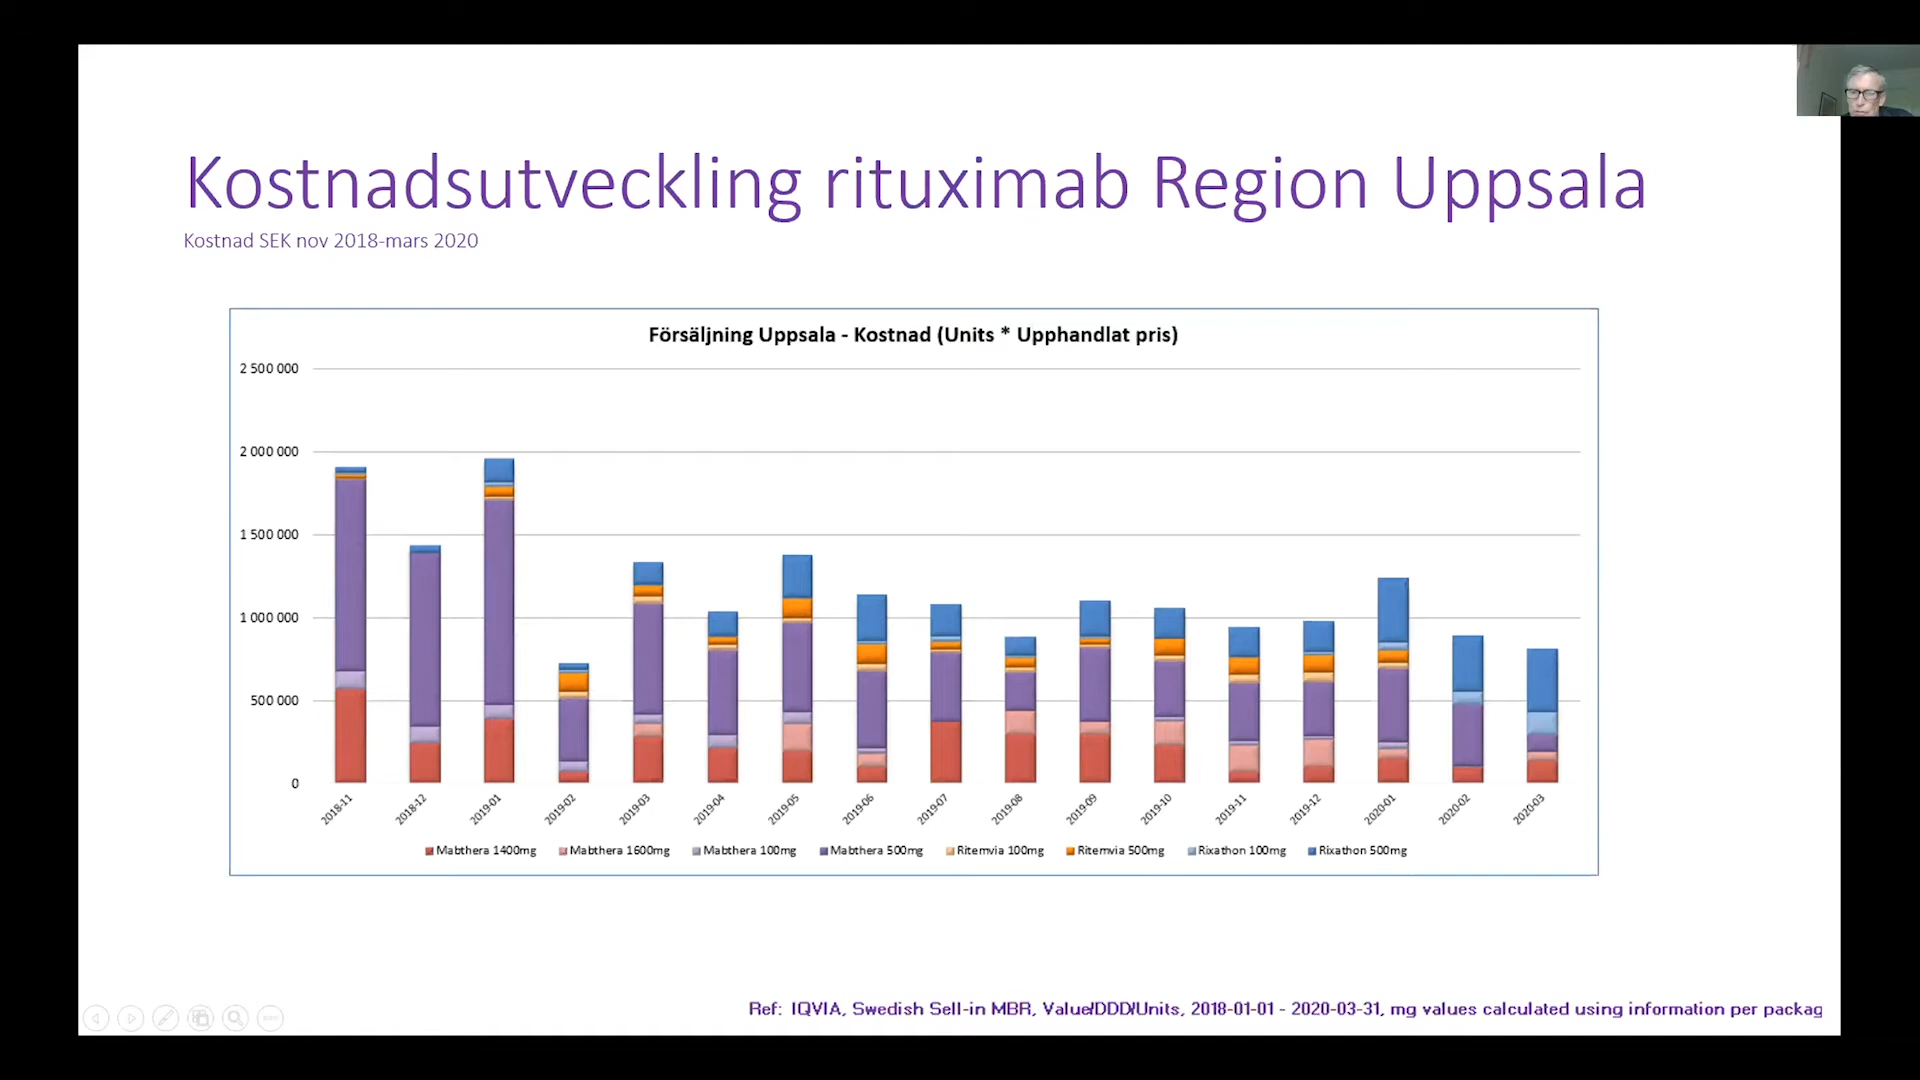 Kostnadsutveckling rituximab Region Uppsala
Kostnad SEK nov 2018-mars 2020
Försäljning Uppsala - Kostnad (Units * Upphandlat pris)
2 500 000
2 000 000
1 500 000
1 000 000
500 000
0
2018-11 2018-12 2019-01 2019-02 2019-03 2019-04 2019-05 2019-06 2019-07 2019-08 2019-09 2019-10 2019-11 2019-12 2020-01 2020-02 2020-03
Mabthera 1400mg Mabthera 1600mg Mabthera 100mg Mabthera 500mg Ritemvia 100mg Ritemvia 500mg Rixathon 100mg Rixathon 500mg
Ref: IQVIA, Swedish Sell-in MBR, Value/DDD/Units, 2018-01-01 - 2020-03-31, mg values calculated using information per packag